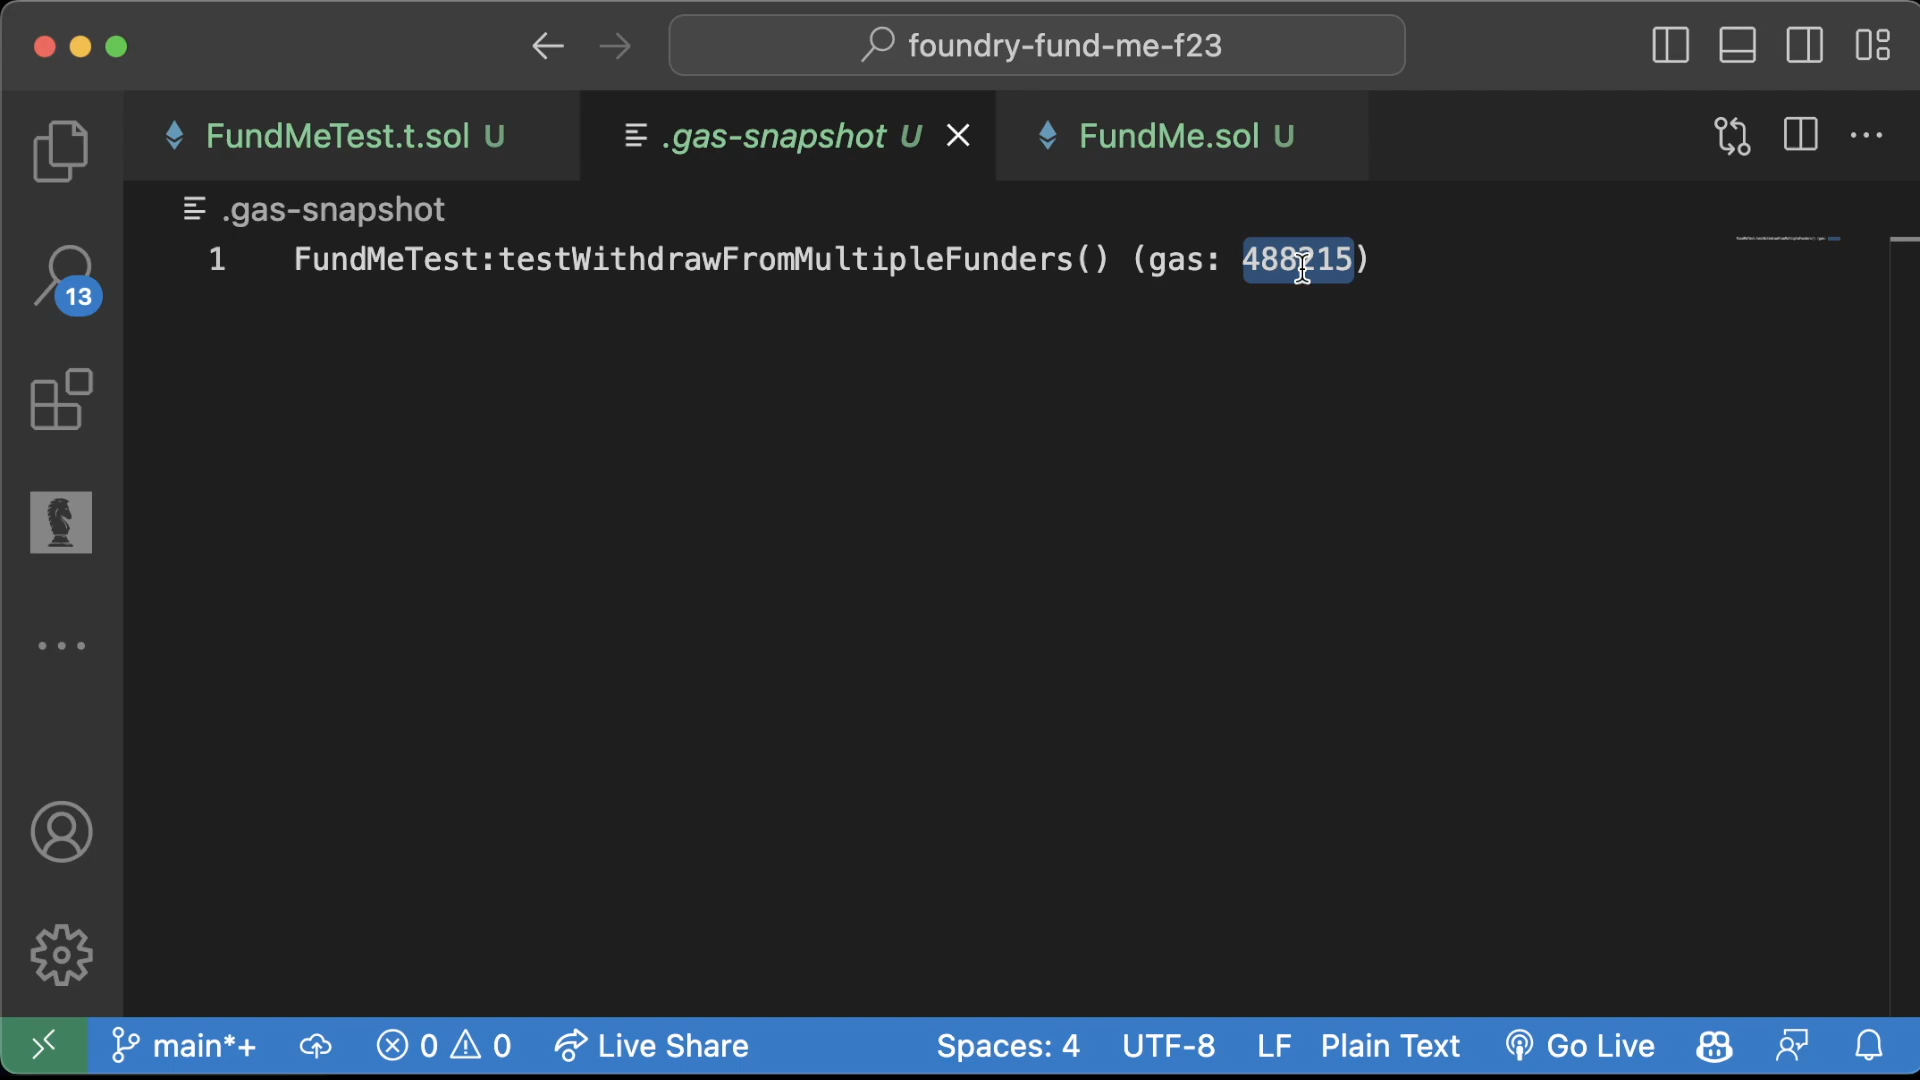 foundry-fund-me-f23
FundMeTest.t.sol U
.gas-snapshot U
FundMe.sol U
.gas-snapshot
1 FundMeTest:testWithdrawFromMultipleFunders() (gas: 488215)
13
main*+ 0 0 Live Share Spaces: 4 UTF-8 LF Plain Text Go Live